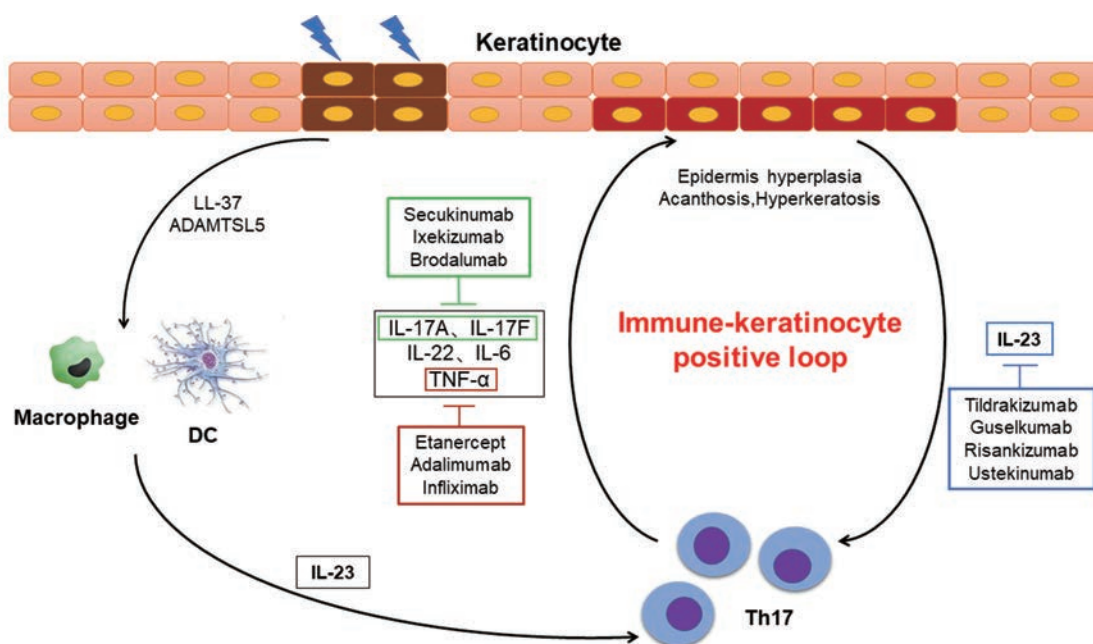 Keratinocyte
LL-37
ADAMTSL5
Macrophage
DC
IL-23
Secukinumab
Ixekizumab
Brodalumab
IL-17A、IL-17F
IL-22、IL-6
TNF-α
Etanercept
Adalimumab
Infliximab
Epidermis hyperplasia
Acanthosis,Hyperkeratosis
Immune-keratinocyte
positive loop
IL-23
Tildrakizumab
Guselkumab
Risankizumab
Ustekinumab
Th17